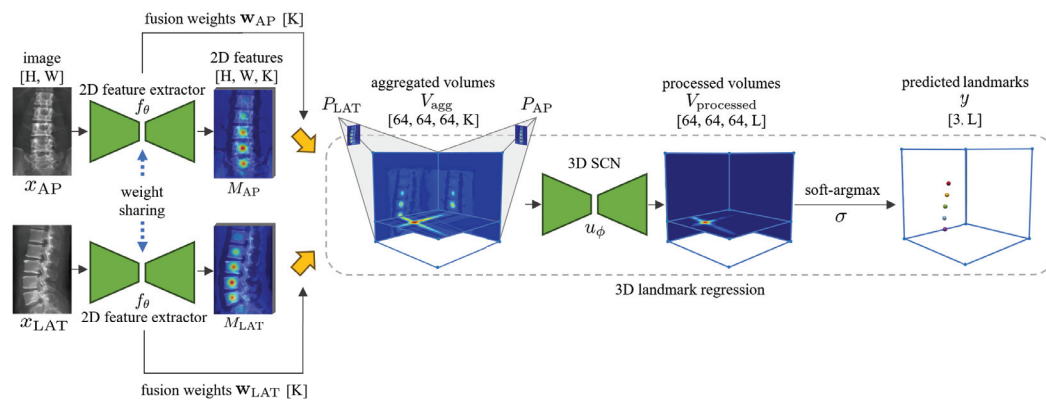 fusion weights w_AP [K]
image
[H, W]
2D features
[H, W, K]
2D feature extractor
f_θ
x_AP
M_AP
weight
sharing
f_θ
2D feature extractor
x_LAT
M_LAT
fusion weights w_LAT [K]
aggregated volumes
V_agg
[64, 64, 64, K]
P_LAT
P_AP
3D SCN
u_ϕ
processed volumes
V_processed
[64, 64, 64, L]
soft-argmax
σ
predicted landmarks
y
[3, L]
3D landmark regression